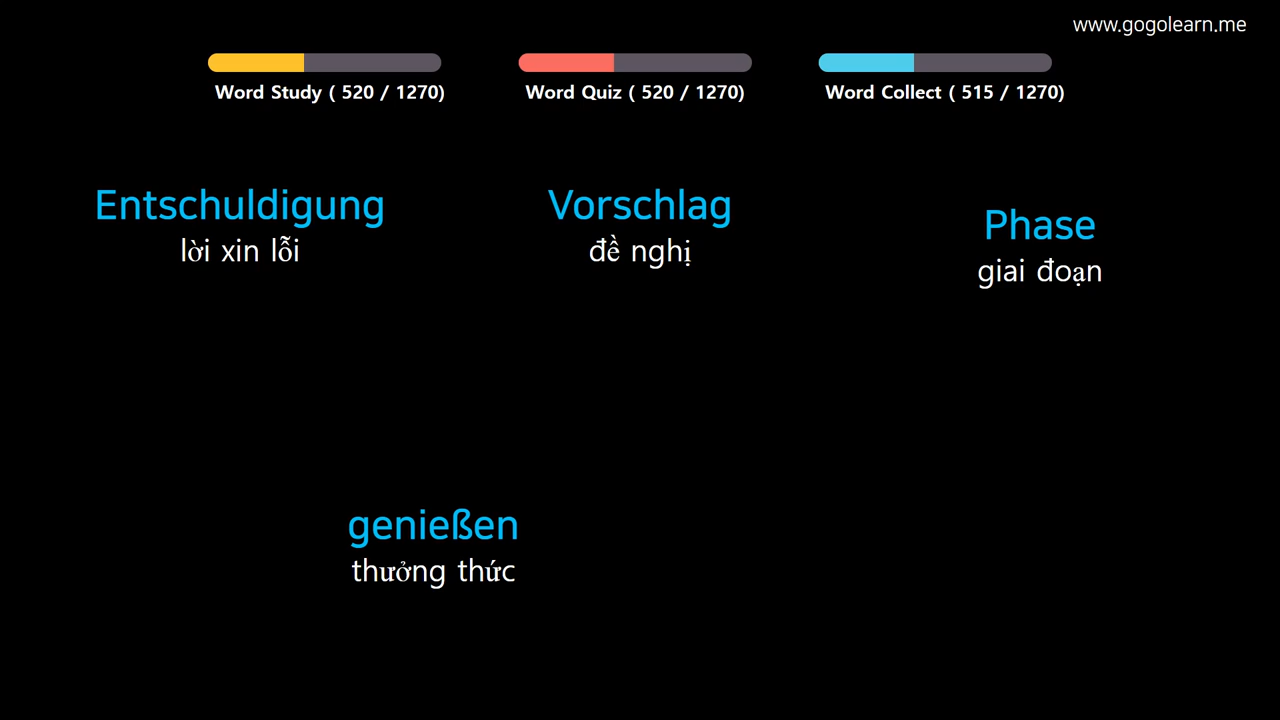 www.gogolearn.me
Word Study ( 520 / 1270)
Word Quiz ( 520 / 1270)
Word Collect ( 515 / 1270)
Entschuldigung
lời xin lỗi
Vorschlag
đề nghị
Phase
giai đoạn
genießen
thưởng thức